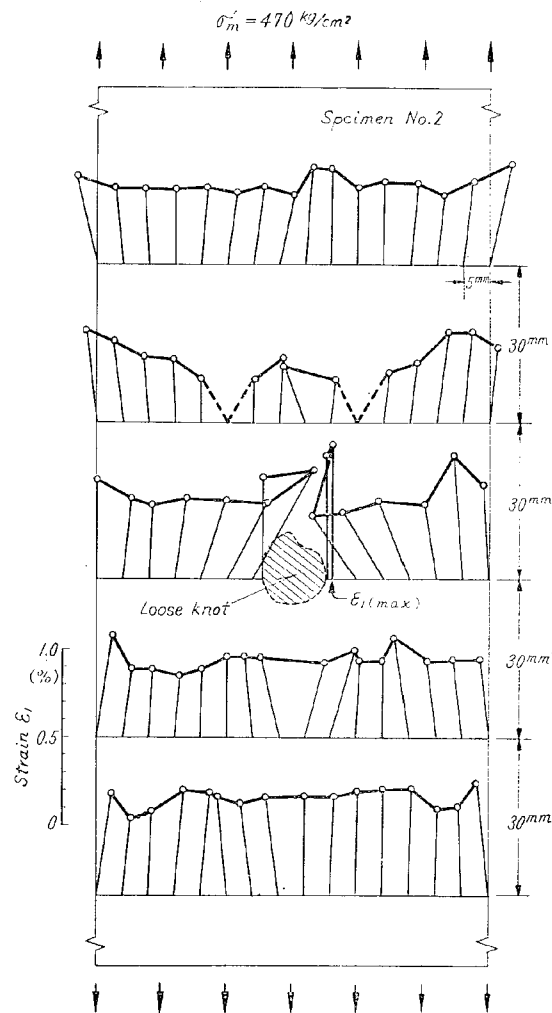 σ'm = 470 kg/cm²
Spcimen No.2
5mm
30mm
30mm
Loose knot
ε1(max)
30mm
1.0
(%)
Strain ε1
0.5
0
30mm